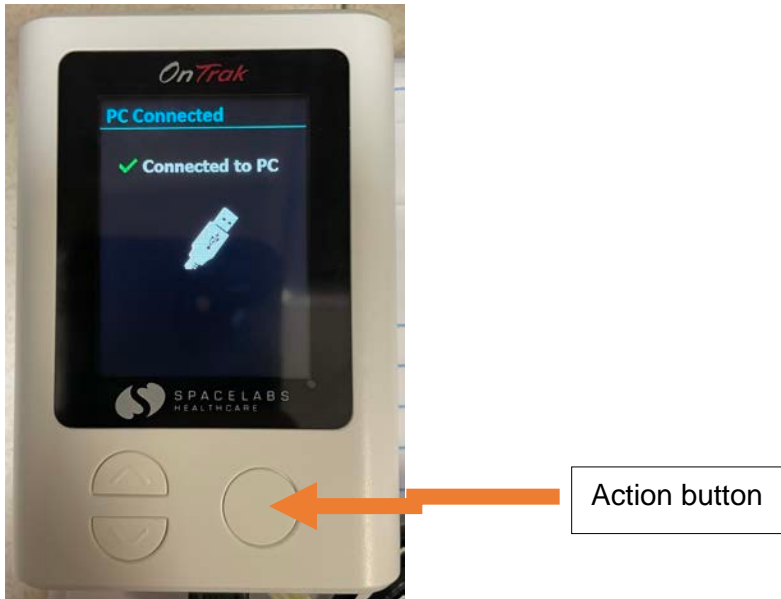 OnTrak
PC Connected
Connected to PC
SPACELABS
HEALTHCARE
Action button